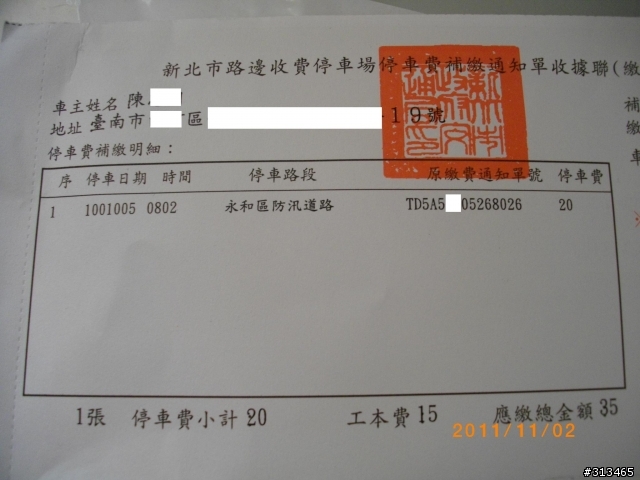 新北市路邊收費停車場停車費補繳通知單收據聯(繳
車主姓名 陳
地址 臺南市 區 19號
停車費補繳明細：
序 停車日期 時間 停車路段 原繳費通知單號 停車費
1 1001005 0802 永和區防汛道路 TD5A5 05268026 20
1張 停車費小計 20 工本費 15 應繳總金額 35
補
繳
車
2011/11/02
#313465